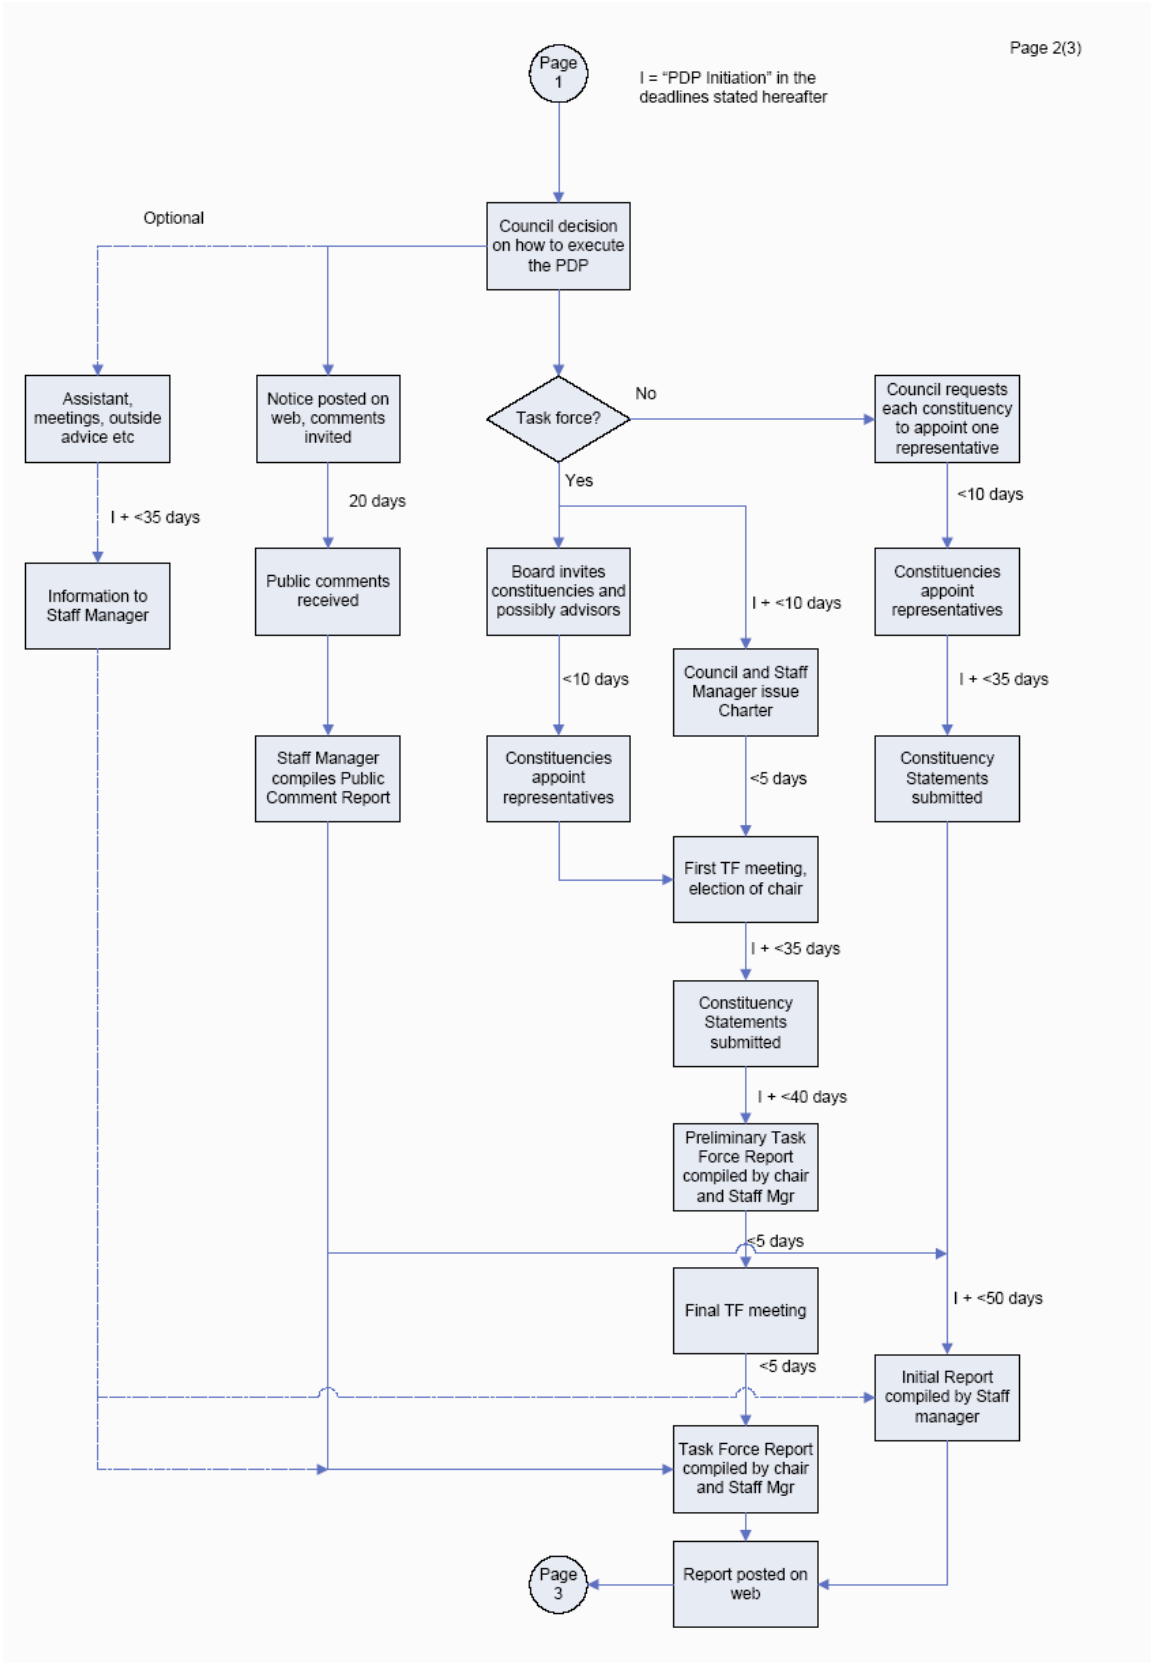 Page 2(3)
Page
1
I = “PDP Initiation” in the
deadlines stated hereafter
Optional
Council decision
on how to execute
the PDP
Assistant,
meetings, outside
advice etc
Notice posted on
web, comments
invited
Task force?
No
Council requests
each constituency
to appoint one
representative
Yes
20 days
<10 days
I + <35 days
Information to
Staff Manager
Public comments
received
Board invites
constituencies and
possibly advisors
I + <10 days
Constituencies
appoint
representatives
<10 days
Council and Staff
Manager issue
Charter
I + <35 days
Staff Manager
compiles Public
Comment Report
Constituencies
appoint
representatives
<5 days
Constituency
Statements
submitted
First TF meeting,
election of chair
I + <35 days
Constituency
Statements
submitted
I + <40 days
Preliminary Task
Force Report
compiled by chair
and Staff Mgr
<5 days
Final TF meeting
I + <50 days
<5 days
Initial Report
compiled by Staff
manager
Task Force Report
compiled by chair
and Staff Mgr
Report posted on
web
Page
3